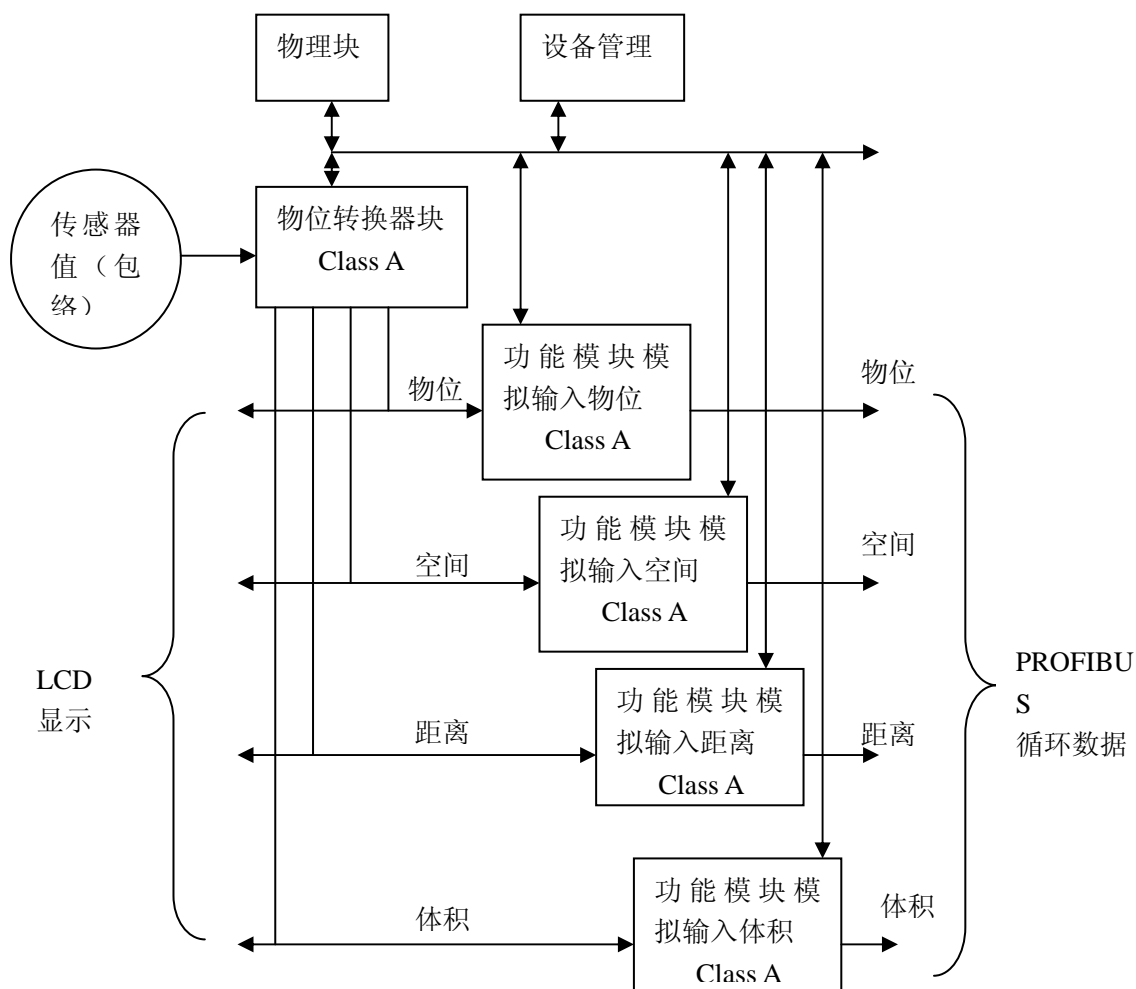 物理块
设备管理
传感器
值（包
络）
物位转换器块
Class A
功能模块模
拟输入物位
Class A
物位
物位
功能模块模
拟输入空间
Class A
空间
空间
LCD
显示
PROFIBU
S
循环数据
功能模块模
拟输入距离
Class A
距离
距离
功能模块模
拟输入体积
Class A
体积
体积